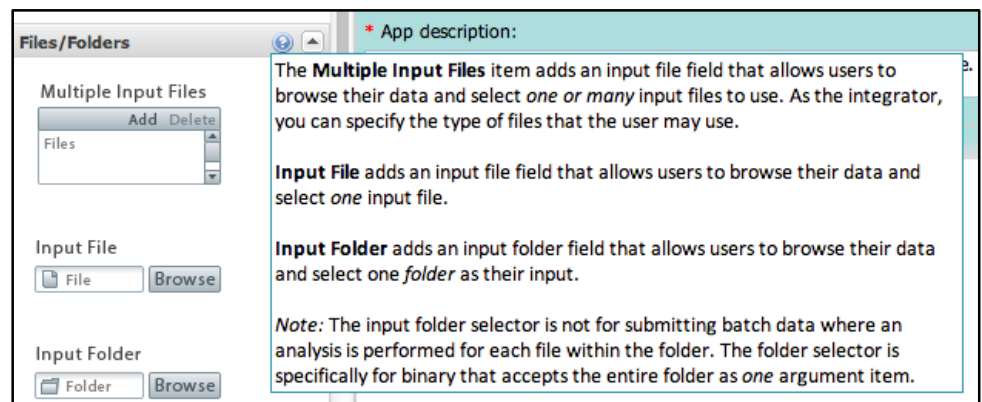 Files/Folders
Multiple Input Files
Add Delete
Files
Input File
File Browse
Input Folder
Folder Browse
* App description:
e.
The Multiple Input Files item adds an input file field that allows users to
browse their data and select one or many input files to use. As the integrator,
you can specify the type of files that the user may use.
Input File adds an input file field that allows users to browse their data and
select one input file.
Input Folder adds an input folder field that allows users to browse their data
and select one folder as their input.
Note: The input folder selector is not for submitting batch data where an
analysis is performed for each file within the folder. The folder selector is
specifically for binary that accepts the entire folder as one argument item.